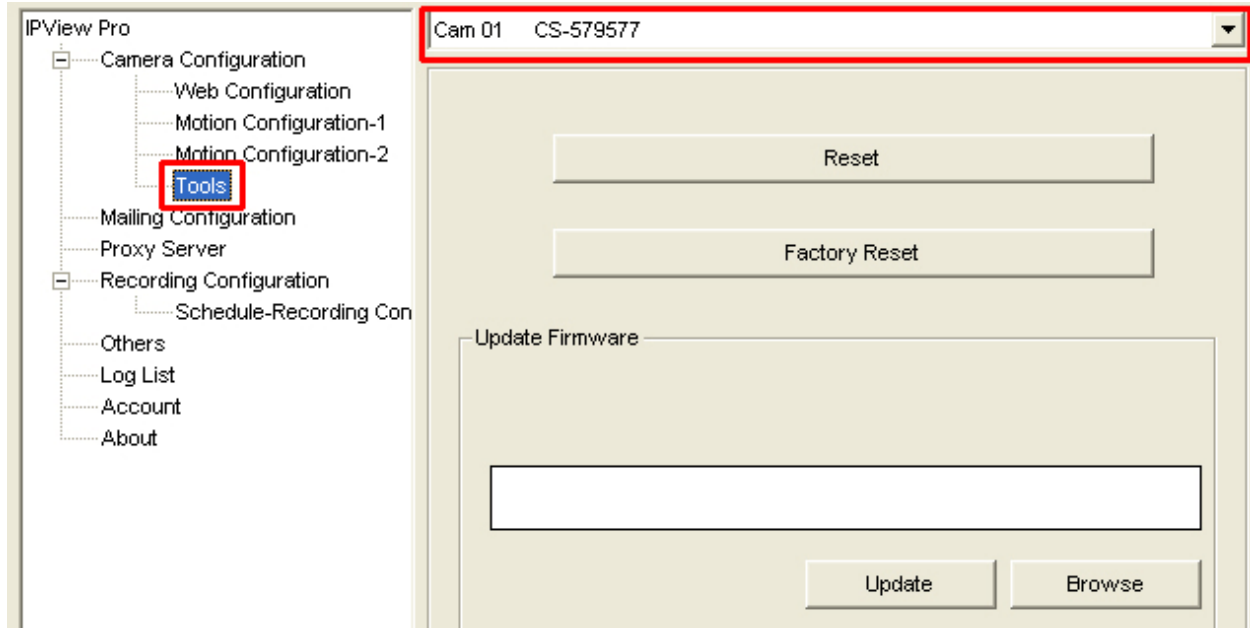 IPView Pro
Camera Configuration
Web Configuration
Motion Configuration-1
Motion Configuration-2
Tools
Mailing Configuration
Proxy Server
Recording Configuration
Schedule-Recording Con
Others
Log List
Account
About
Cam 01 CS-579577
Reset
Factory Reset
Update Firmware
Update Browse